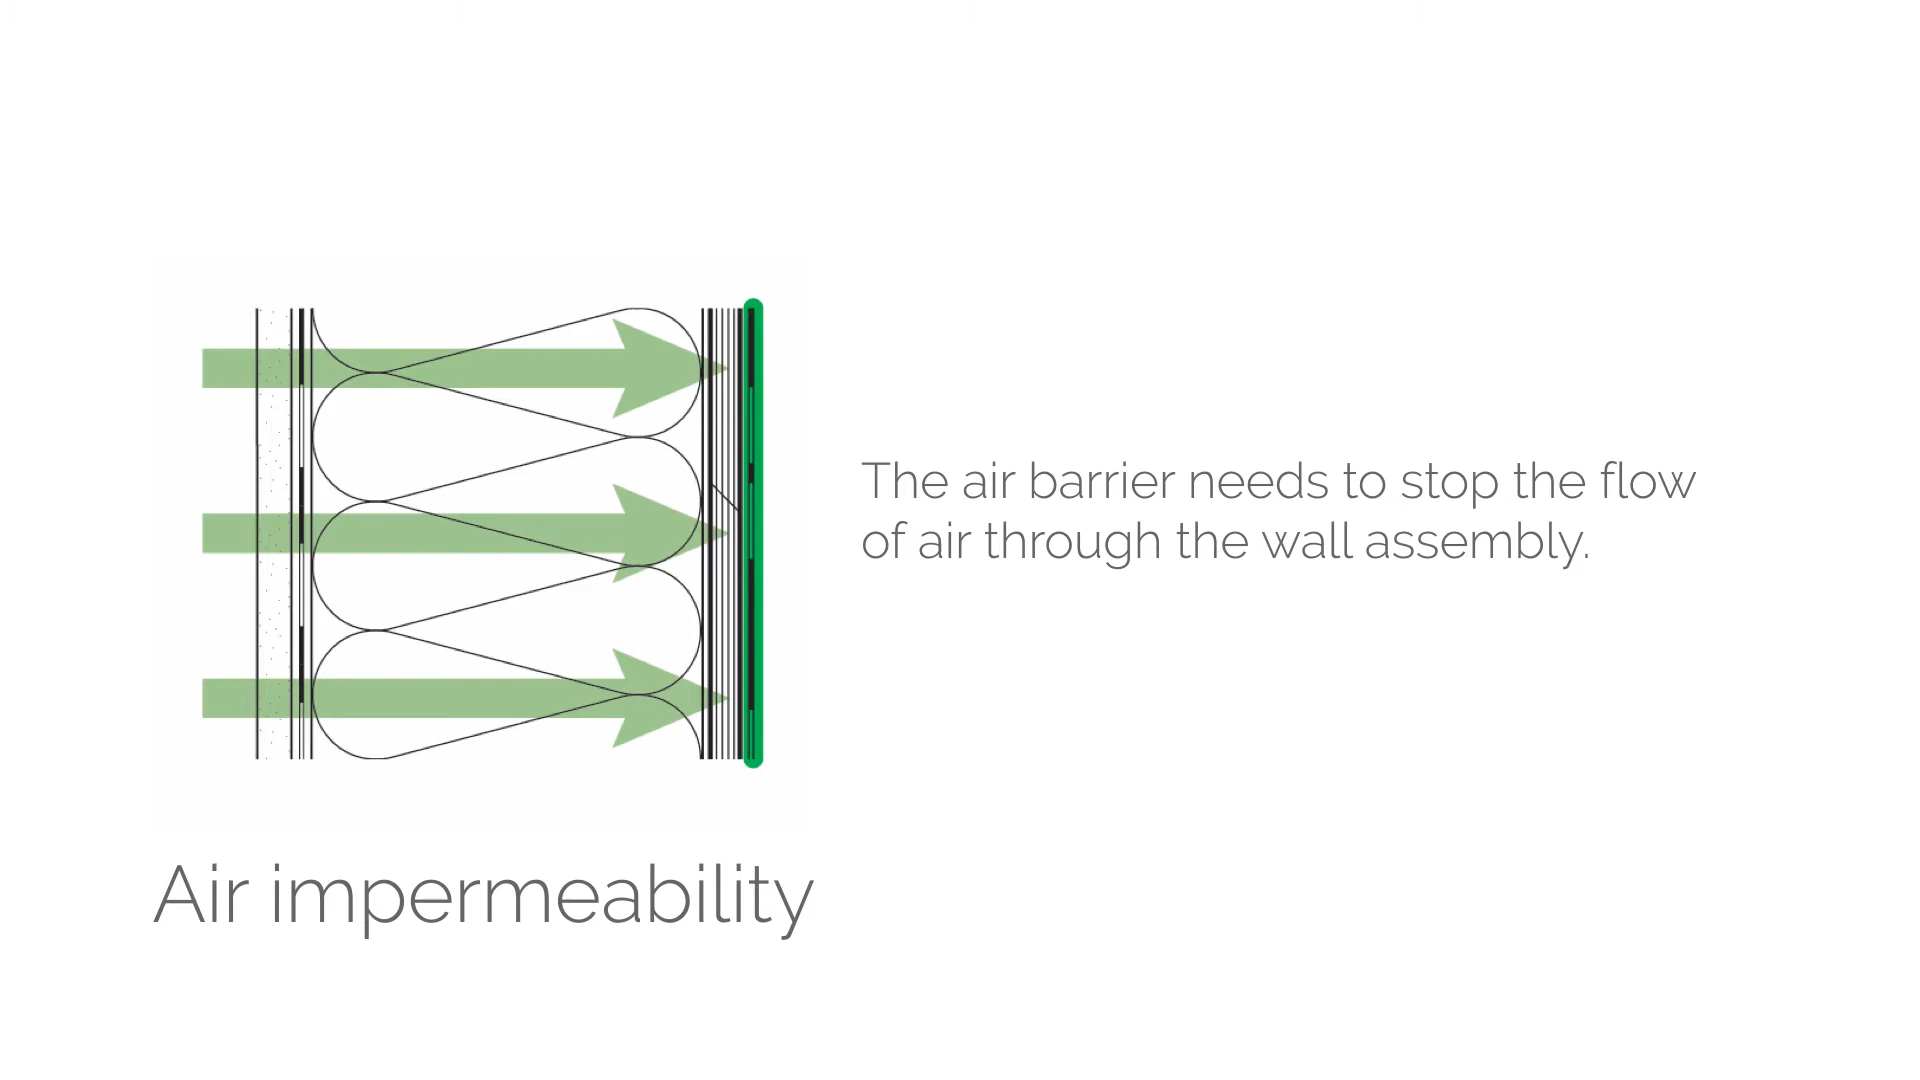 The air barrier needs to stop the flow
of air through the wall assembly.
Air impermeability